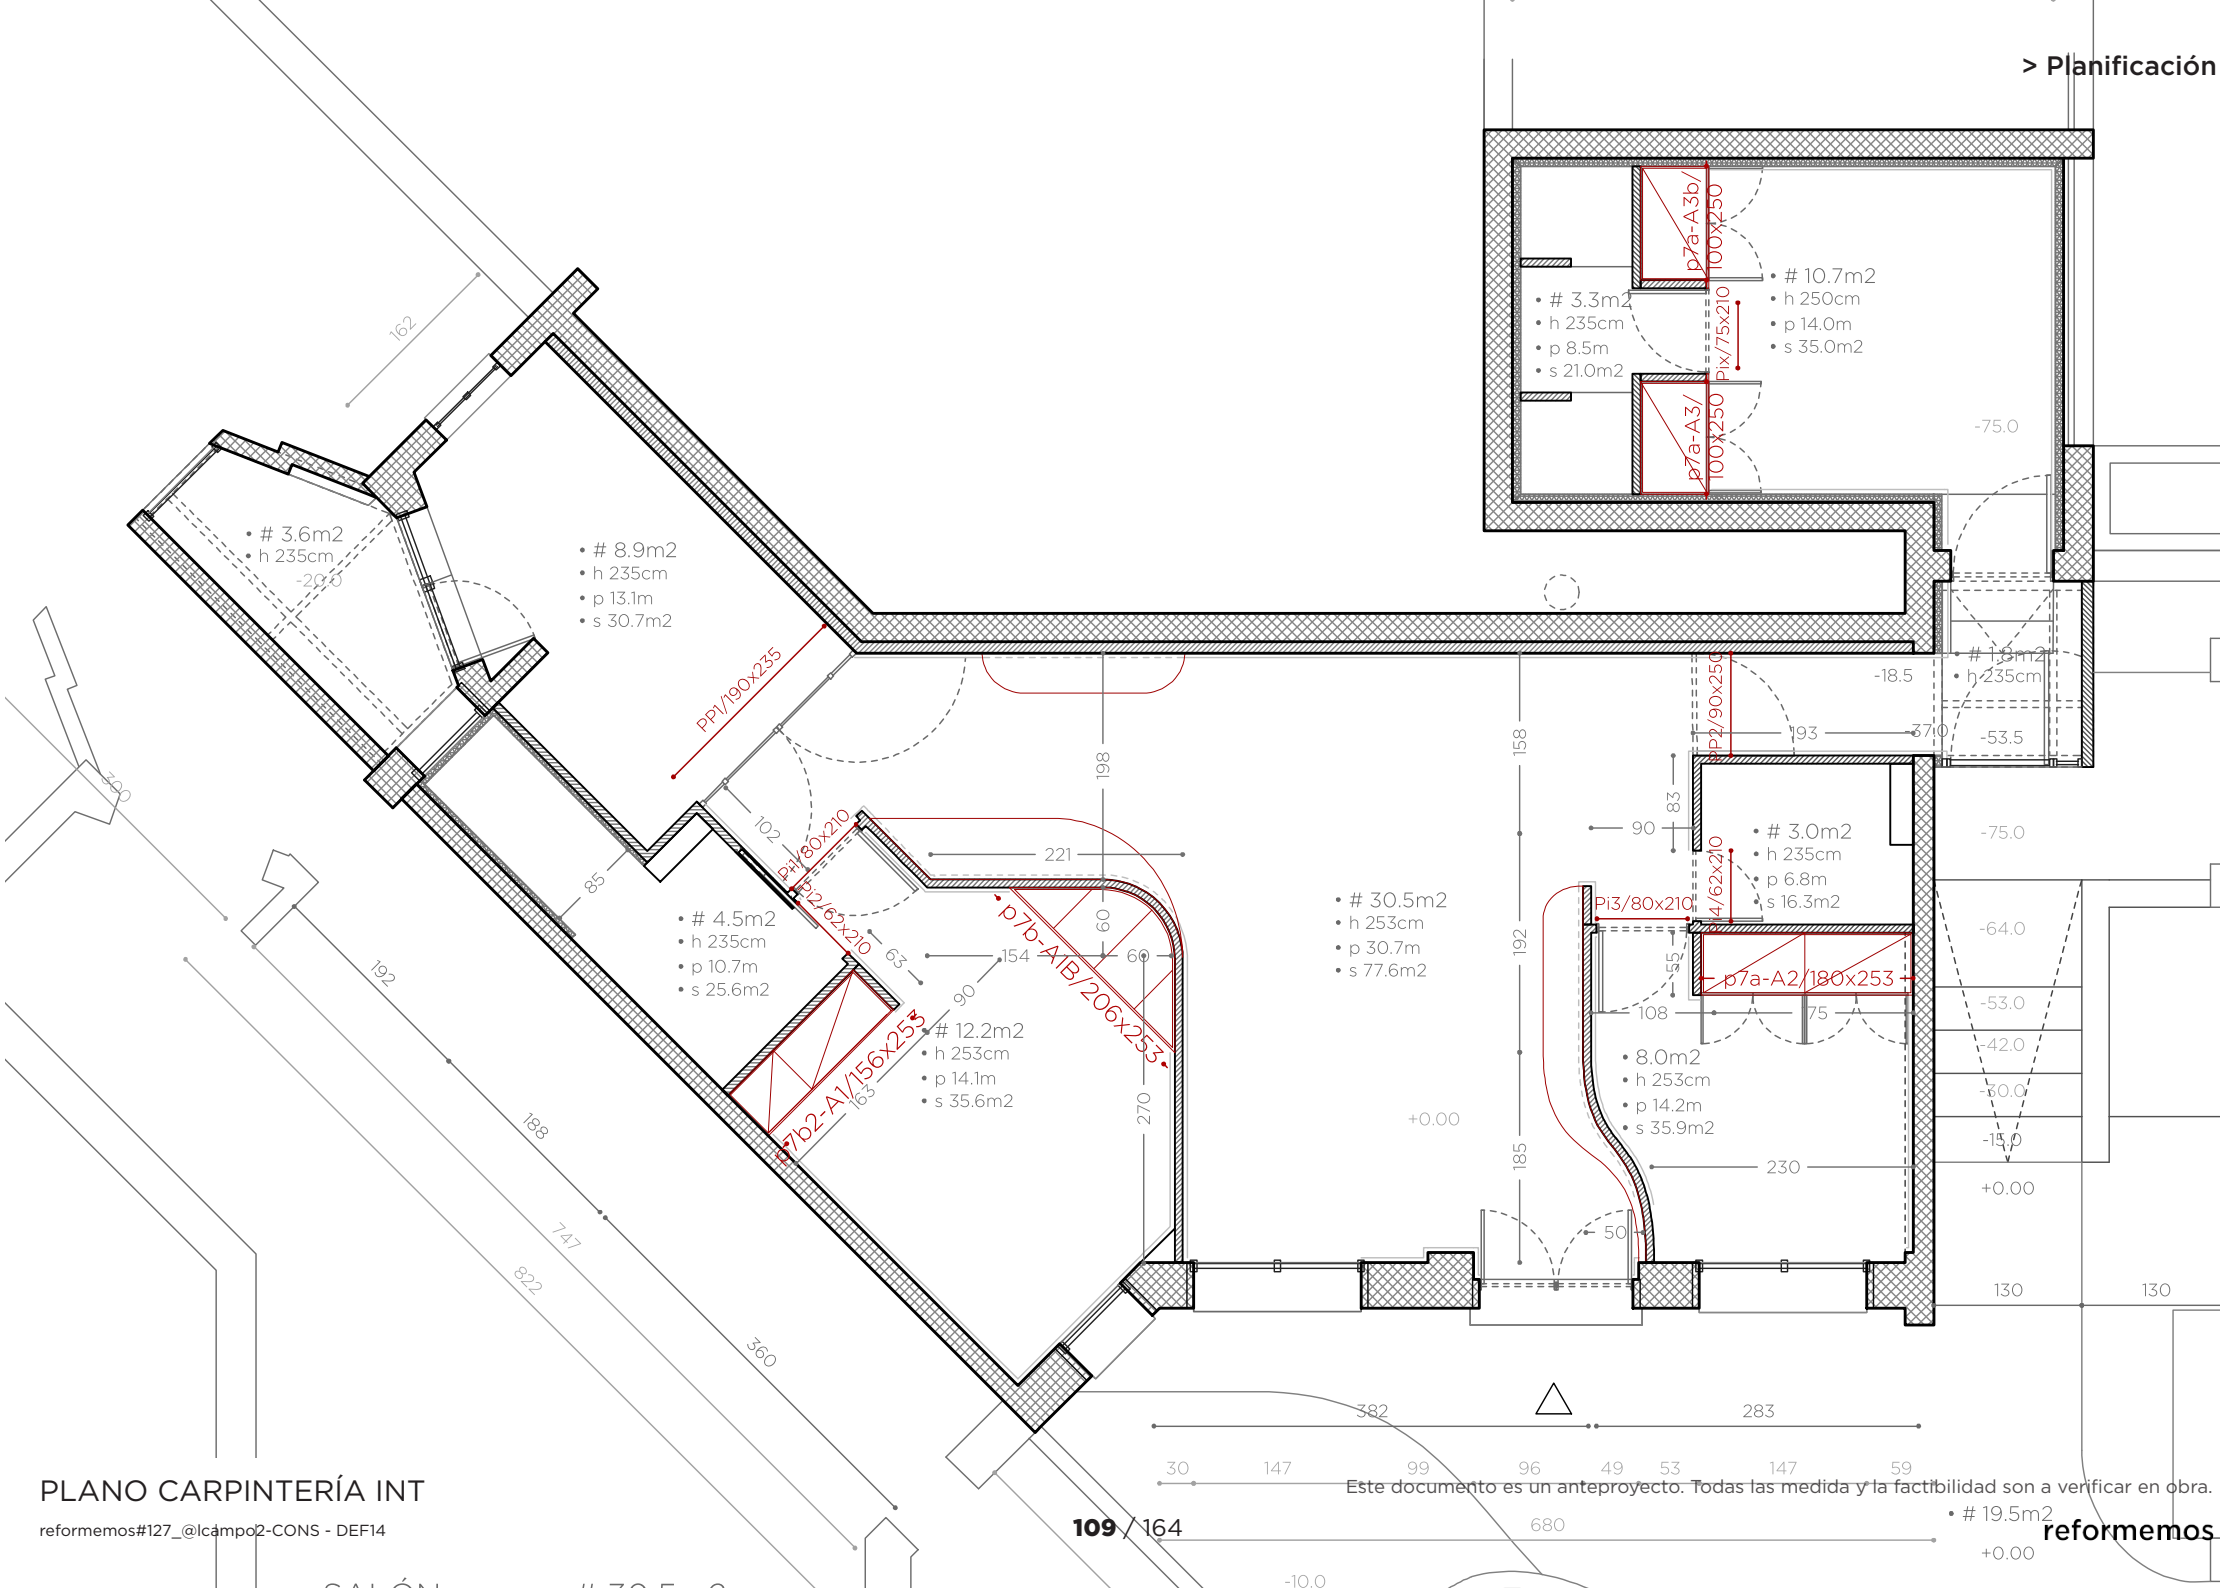 > Planificación
p7a-A3b/
100x250
# 10.7m2
h 250cm
p 14.0m
s 35.0m2
# 3.3m2
h 235cm
p 8.5m
s 21.0m2
Pix/75x210
p7a-A3/
100x250
-75.0
162
# 3.6m2
h 235cm
-20.0
# 8.9m2
h 235cm
p 13.1m
s 30.7m2
PP1/190x235
198
158
PP2/90x250
-18.5
# 1.8m2
h 235cm
193
-37.0
-53.5
300
102
Pi1/80x210
221
83
90
-75.0
# 3.0m2
h 235cm
p 6.8m
s 16.3m2
Pi4/62x210
85
Pi2/62x210
63
# 4.5m2
h 235cm
p 10.7m
s 25.6m2
60
154
60
90
p7b-A1B/206x253
# 30.5m2
h 253cm
p 30.7m
s 77.6m2
192
Pi3/80x210
55
p7a-A2/180x253
108
175
-64.0
-53.0
-42.0
-30.0
-15.0
+0.00
192
# 12.2m2
h 253cm
p 14.1m
s 35.6m2
p7b2-A1/156x253
163
270
+0.00
185
8.0m2
h 253cm
p 14.2m
s 35.9m2
230
50
188
747
822
360
130
130
382
283
30
147
99
96
49
53
147
59
PLANO CARPINTERÍA INT
Este documento es un anteproyecto. Todas las medida y la factibilidad son a verificar en obra.
# 19.5m2
reformemos#127_@lcampo2-CONS - DEF14
109 / 164
680
reformemos
+0.00
-10.0
SALÓN